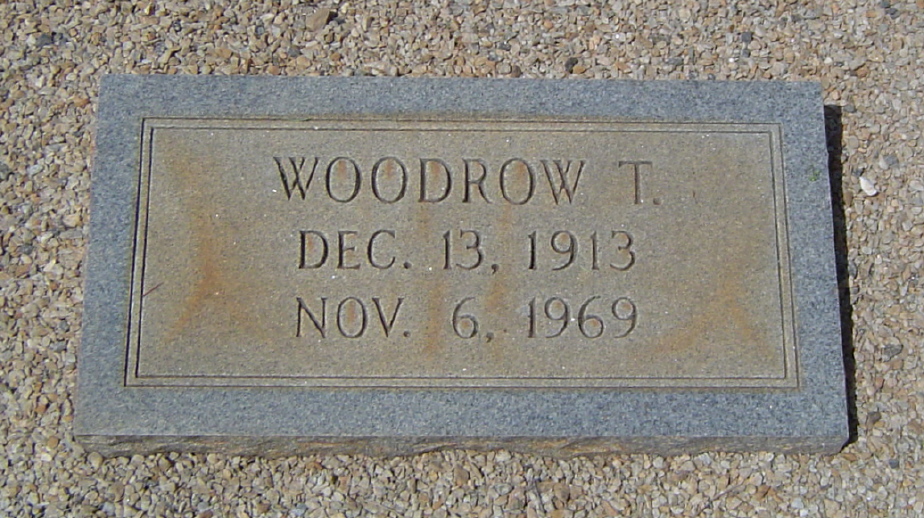 WOODROW T.
DEC. 13, 1913
NOV. 6, 1969